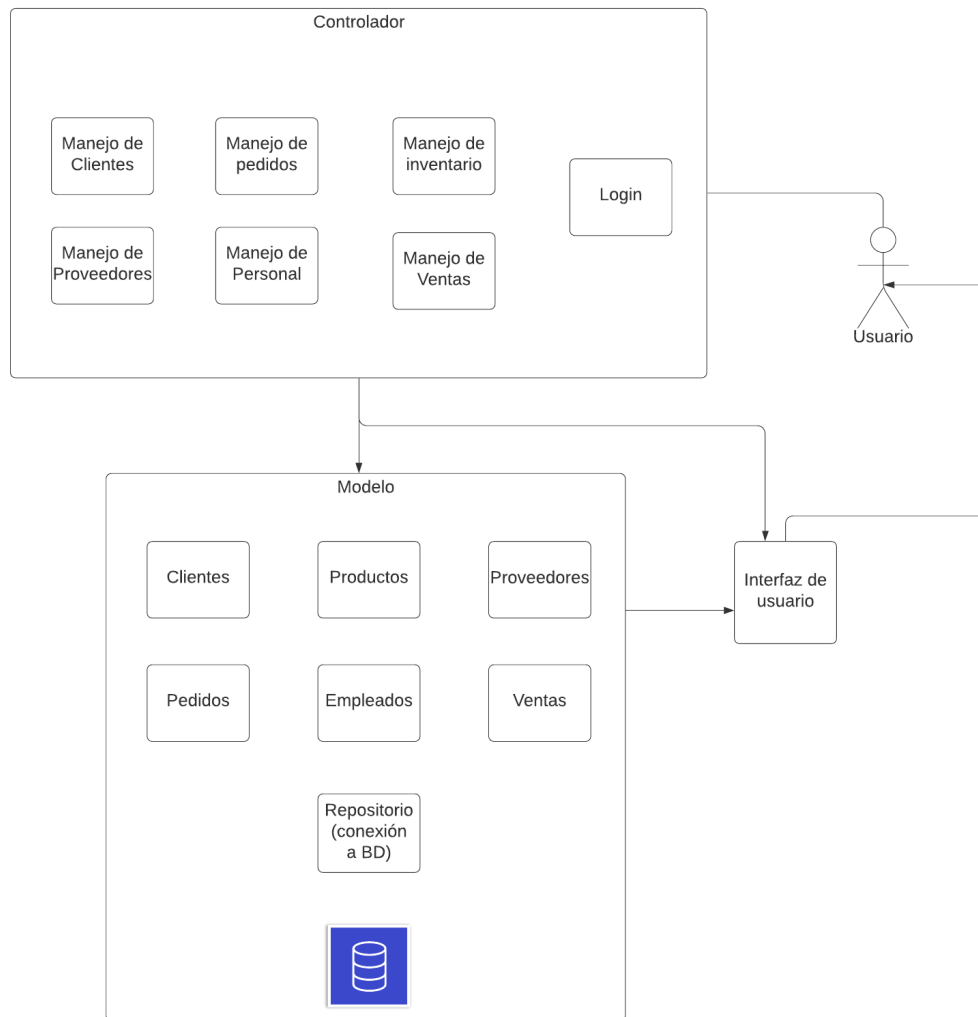 Controlador
Manejo de
Clientes
Manejo de
pedidos
Manejo de
inventario
Login
Manejo de
Proveedores
Manejo de
Personal
Manejo de
Ventas
Usuario
Modelo
Clientes
Productos
Proveedores
Interfaz de
usuario
Pedidos
Empleados
Ventas
Repositorio
(conexión
a BD)